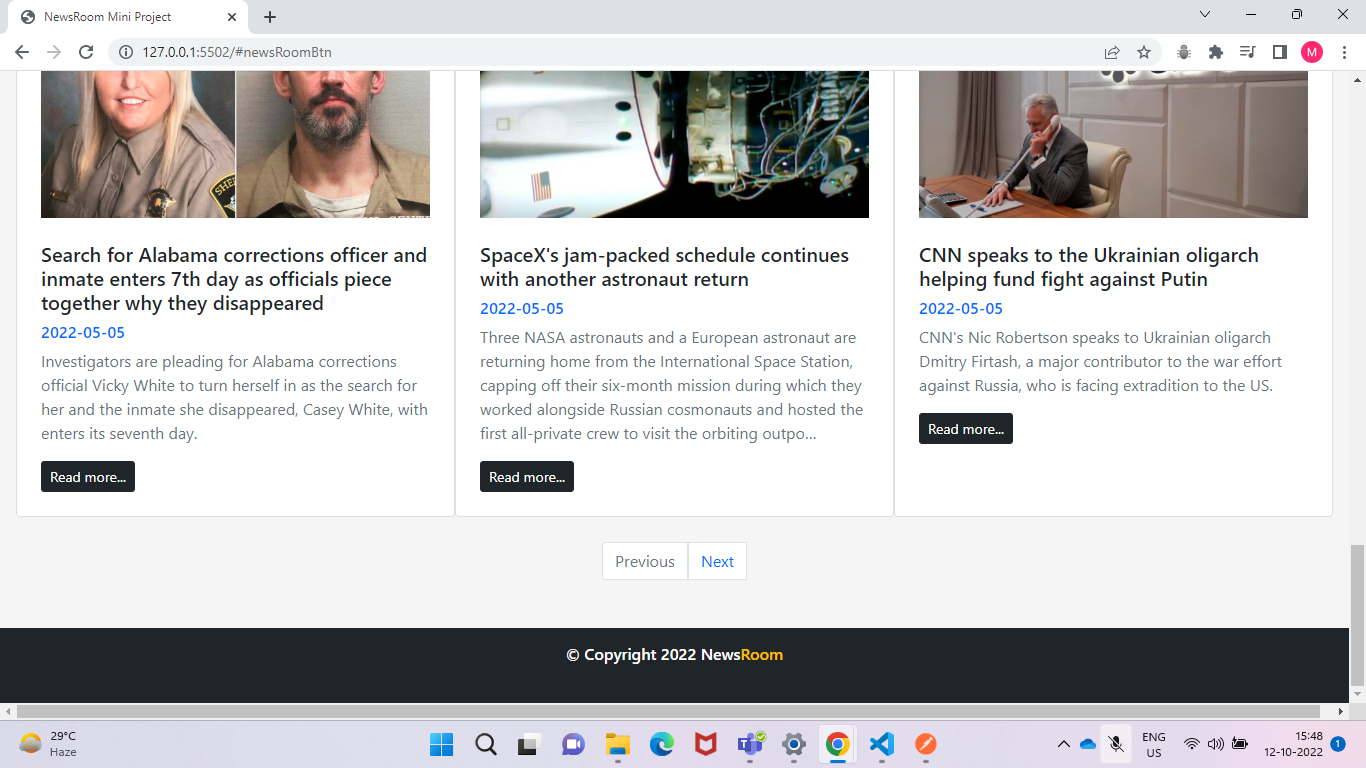 NewsRoom Mini Project
127.0.0.1:5502/#newsRoomBtn
M
SHER
Search for Alabama corrections officer and
inmate enters 7th day as officials piece
together why they disappeared
2022-05-05
Investigators are pleading for Alabama corrections
official Vicky White to turn herself in as the search for
her and the inmate she disappeared, Casey White, with
enters its seventh day.
Read more...
SpaceX's jam-packed schedule continues
with another astronaut return
2022-05-05
Three NASA astronauts and a European astronaut are
returning home from the International Space Station,
capping off their six-month mission during which they
worked alongside Russian cosmonauts and hosted the
first all-private crew to visit the orbiting outpo...
Read more...
CNN speaks to the Ukrainian oligarch
helping fund fight against Putin
2022-05-05
CNN's Nic Robertson speaks to Ukrainian oligarch
Dmitry Firtash, a major contributor to the war effort
against Russia, who is facing extradition to the US.
Read more...
Previous Next
© Copyright 2022 NewsRoom
29°C
Haze
ENG
US
15:48
12-10-2022
1